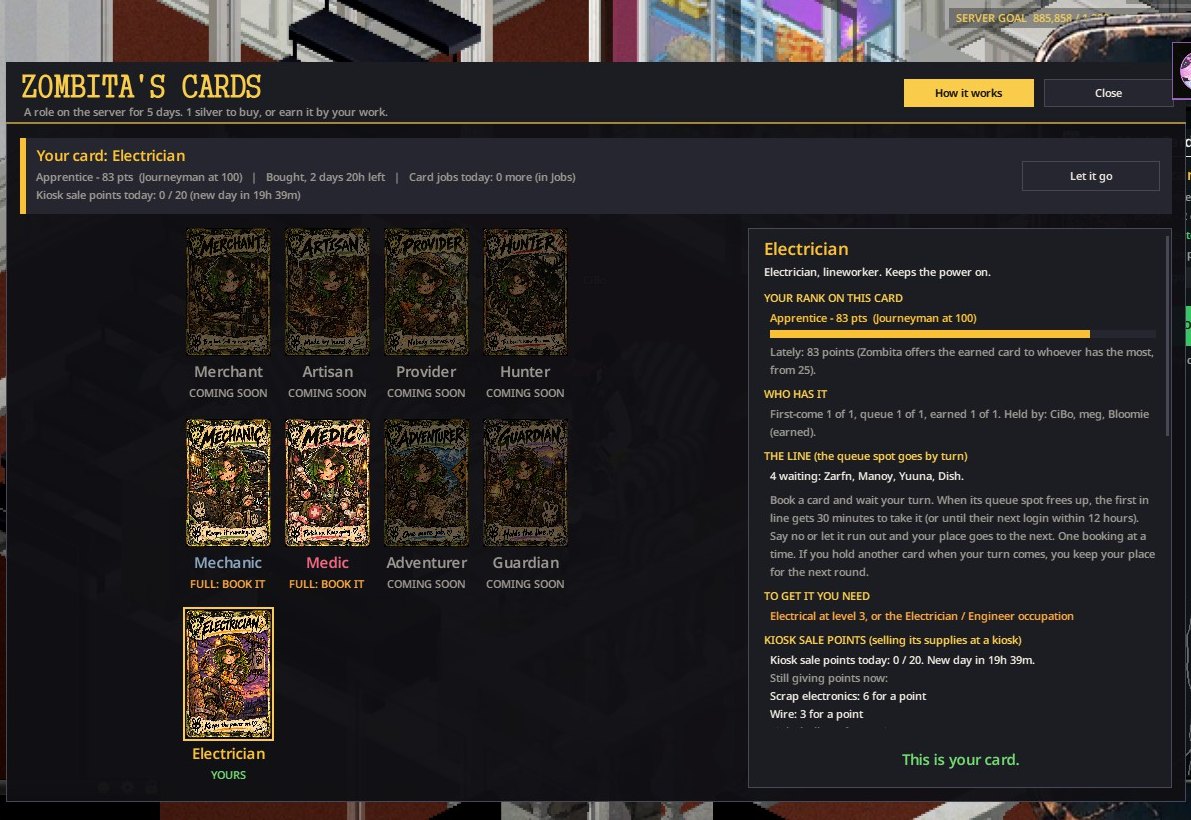 SERVER GOAL 885,858 /
ZOMBITA'S CARDS
A role on the server for 5 days. 1 silver to buy, or earn it by your work.
How it works
Close
Your card: Electrician
Apprentice - 83 pts (Journeyman at 100) | Bought, 2 days 20h left | Card jobs today: 0 more (in Jobs)
Kiosk sale points today: 0 / 20 (new day in 19h 39m)
Let it go
MERCHANT
ARTISAN
PROVIDER
HUNTER
Merchant
Artisan
Provider
Hunter
COMING SOON
COMING SOON
COMING SOON
COMING SOON
MECHANIC
MEDIC
ADVENTURER
GUARDIAN
Mechanic
Medic
Adventurer
Guardian
FULL: BOOK IT
FULL: BOOK IT
COMING SOON
COMING SOON
ELECTRICIAN
Keeps the power on
Electrician
YOURS
Electrician
Electrician, lineworker. Keeps the power on.
YOUR RANK ON THIS CARD
Apprentice - 83 pts (Journeyman at 100)
Lately: 83 points (Zombita offers the earned card to whoever has the most,
from 25).
WHO HAS IT
First-come 1 of 1, queue 1 of 1, earned 1 of 1. Held by: CiBo, meg, Bloomie
(earned).
THE LINE (the queue spot goes by turn)
4 waiting: Zarfn, Manoy, Yuuna, Dish.
Book a card and wait your turn. When its queue spot frees up, the first in
line gets 30 minutes to take it (or until their next login within 12 hours).
Say no or let it run out and your place goes to the next. One booking at a
time. If you hold another card when your turn comes, you keep your place
for the next round.
TO GET IT YOU NEED
Electrical at level 3, or the Electrician / Engineer occupation
KIOSK SALE POINTS (selling its supplies at a kiosk)
Kiosk sale points today: 0 / 20. New day in 19h 39m.
Still giving points now:
Scrap electronics: 6 for a point
Wire: 3 for a point
This is your card.